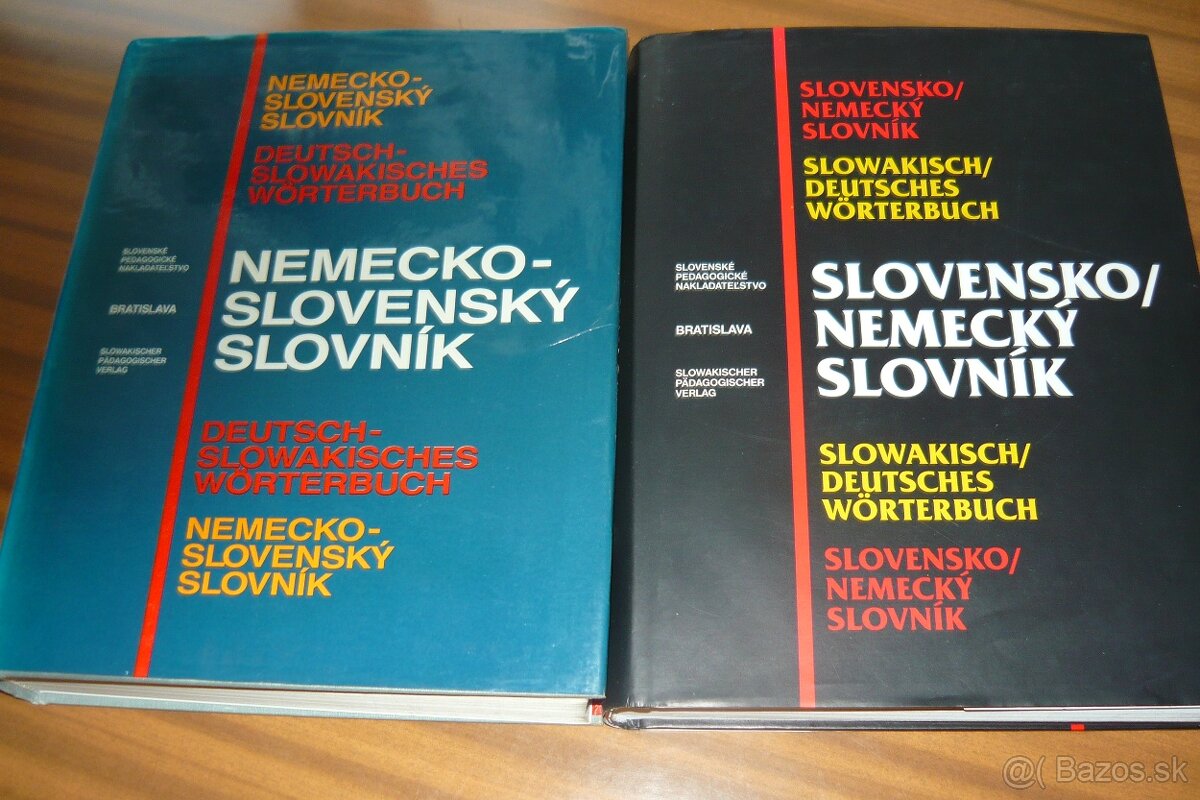 NEMECKO-
SLOVENSKÝ
SLOVNÍK
DEUTSCH-
SLOWAKISCHES
WÖRTERBUCH
SLOVENSKÉ
PEDAGOGICKÉ
NAKLADATEĽSTVO
BRATISLAVA
SLOWAKISCHER
PÄDAGOGISCHER
VERLAG
NEMECKO-
SLOVENSKÝ
SLOVNÍK
DEUTSCH-
SLOWAKISCHES
WÖRTERBUCH
NEMECKO-
SLOVENSKÝ
SLOVNÍK
SLOVENSKO/
NEMECKÝ
SLOVNÍK
SLOWAKISCH/
DEUTSCHES
WÖRTERBUCH
SLOVENSKÉ
PEDAGOGICKÉ
NAKLADATEĽSTVO
BRATISLAVA
SLOWAKISCHER
PÄDAGOGISCHER
VERLAG
SLOVENSKO/
NEMECKÝ
SLOVNÍK
SLOWAKISCH/
DEUTSCHES
WÖRTERBUCH
SLOVENSKO/
NEMECKÝ
SLOVNÍK
@( Bazos.sk